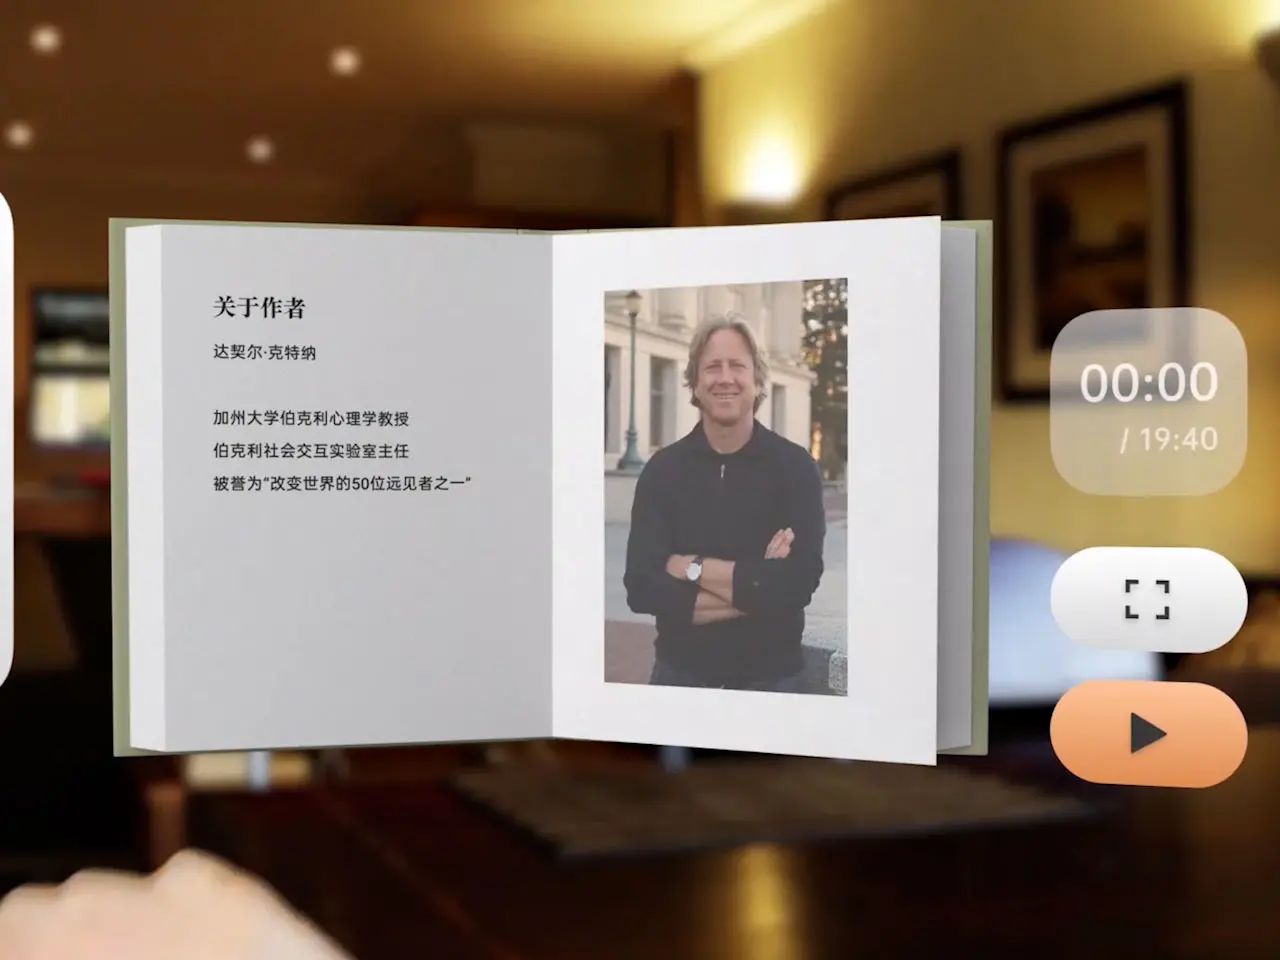 关于作者
达契尔·克特纳
加州大学伯克利心理学教授
伯克利社会交互实验室主任
被誉为“改变世界的50位远见者之一”
00:00
/ 19:40